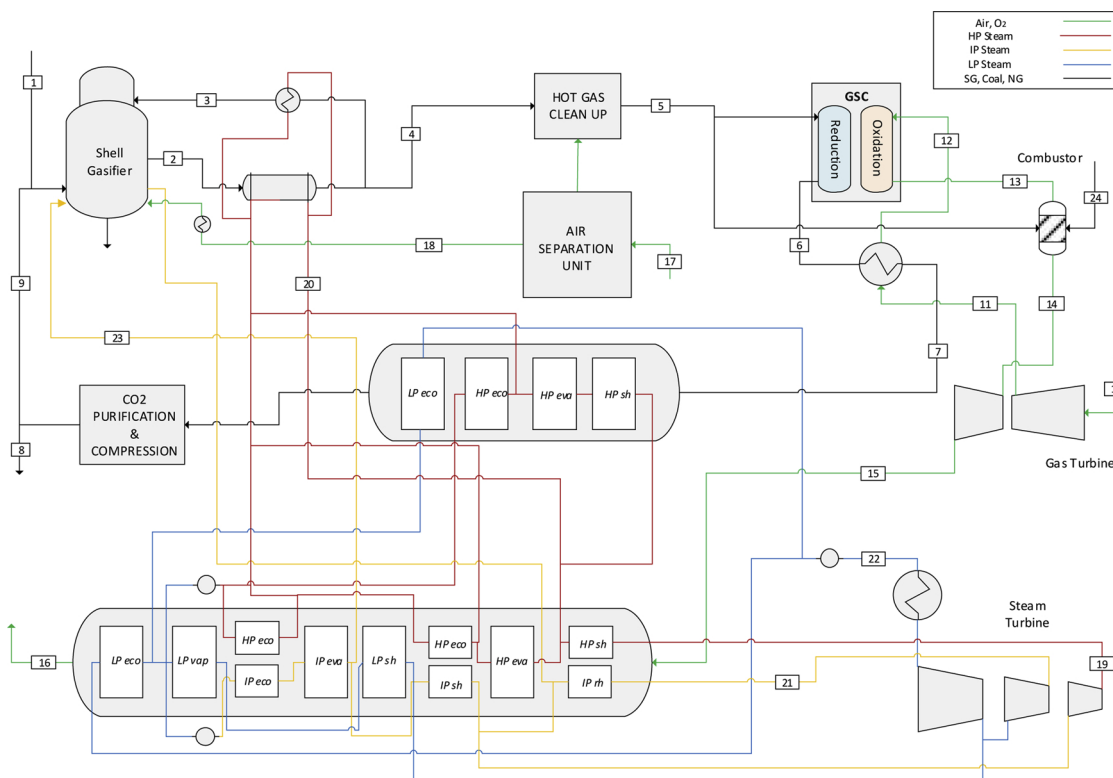 Air, O2
HP Steam
IP Steam
LP Steam
SG, Coal, NG
1
3
Shell
Gasifier
2
4
HOT GAS
CLEAN UP
5
GSC
Reduction
Oxidation
12
Combustor
13
24
AIR
SEPARATION
UNIT
18
17
6
9
20
11
14
23
7
LP eco
HP eco
HP eva
HP sh
CO2
PURIFICATION
&
COMPRESSION
8
Gas Turbine
15
22
Steam
Turbine
16
LP eco
LP vap
HP eco
IP eco
IP eva
LP sh
HP eco
IP sh
HP eva
HP sh
IP rh
21
19